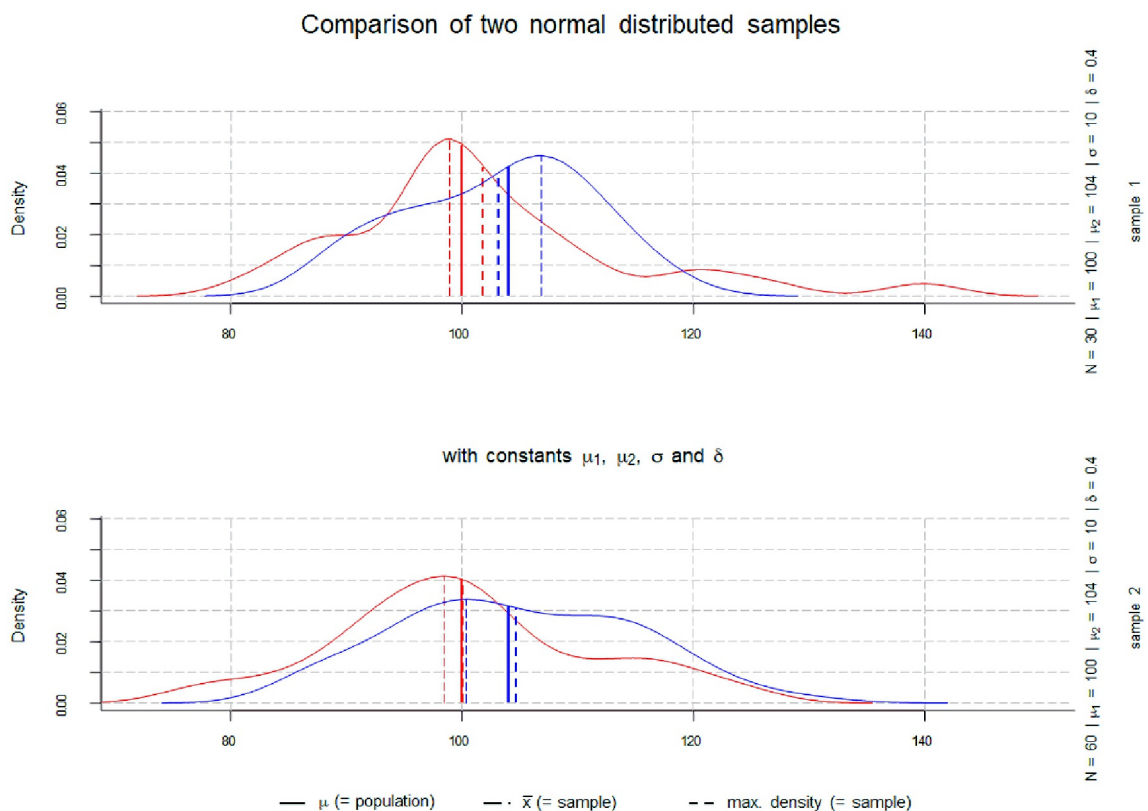 Comparison of two normal distributed samples
Density
0.00 0.02 0.04 0.06
80 100 120 140
N = 30 | μ1 = 100 | μ2 = 104 | σ = 10 | δ = 0.4
sample 1
with constants μ1, μ2, σ and δ
Density
0.00 0.02 0.04 0.06
80 100 120 140
N = 60 | μ1 = 100 | μ2 = 104 | σ = 10 | δ = 0.4
sample 2
μ (= population) x̅ (= sample) max. density (= sample)